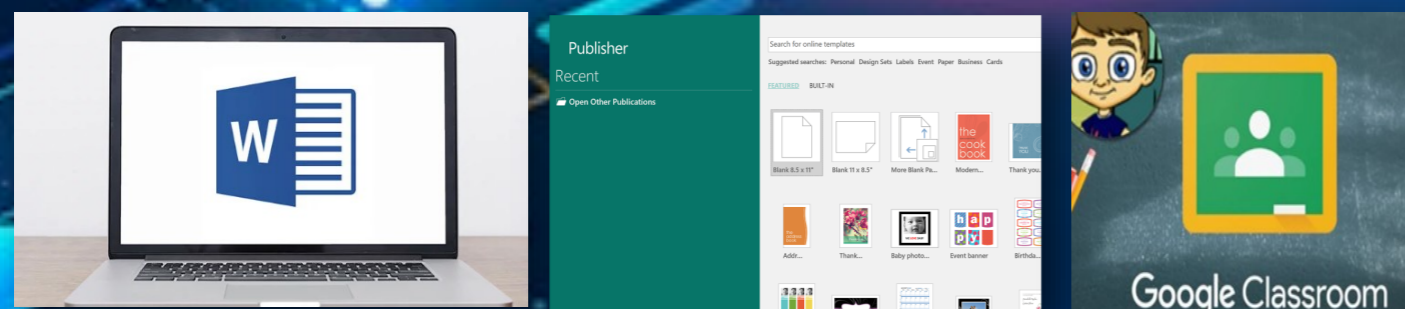 W
Publisher
Recent
Open Other Publications
Search for online templates
Suggested searches: Personal Design Sets Labels Event Paper Business Cards
FEATURED BUILT-IN
the
cook
book
Blank 8.5 x 11" Blank 11 x 8.5" More Blank Pa... Modern... Thank you.
hap
py!
Addr... Thank... Baby photo... Event banner Birthda...
Google Classroom